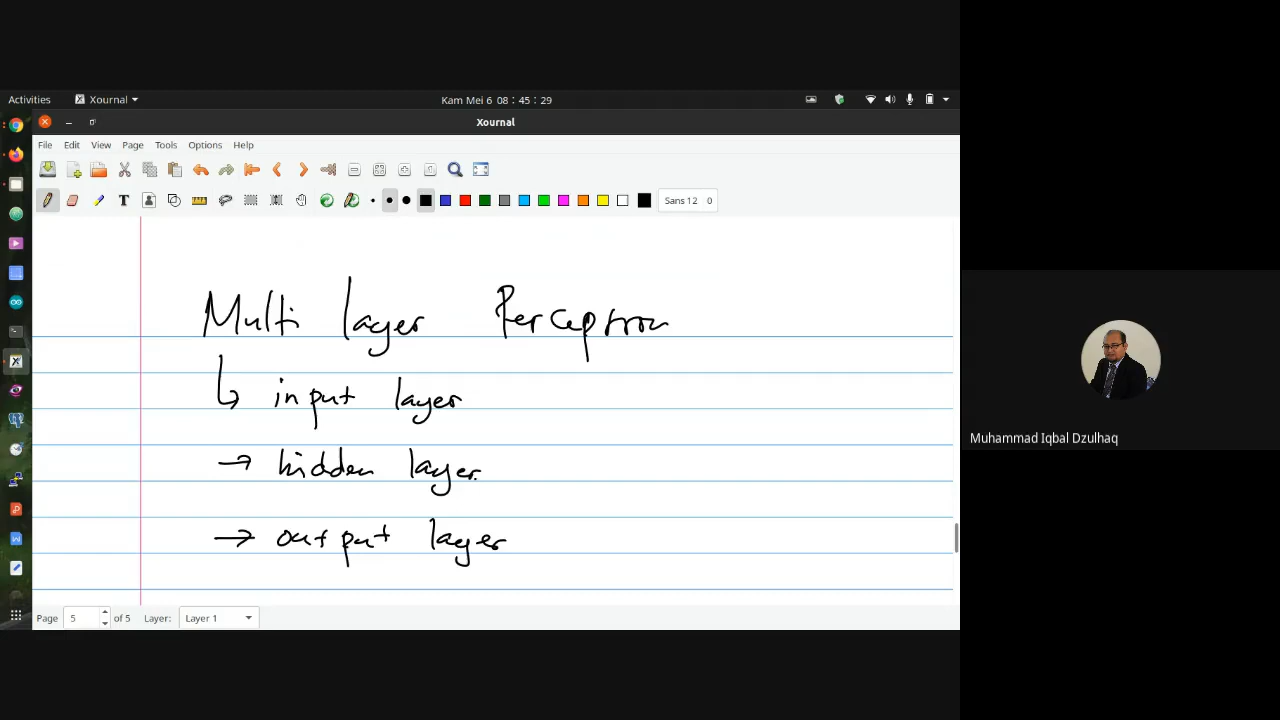 Activities Xournal Kam Mei 6 08:45:29
Xournal
File Edit View Page Tools Options Help
T Sans 12 0
Multi layer Perceptron
input layer
→ hidden layer
→ output layer
Page 5 of 5 Layer: Layer 1
Muhammad Iqbal Dzulhaq